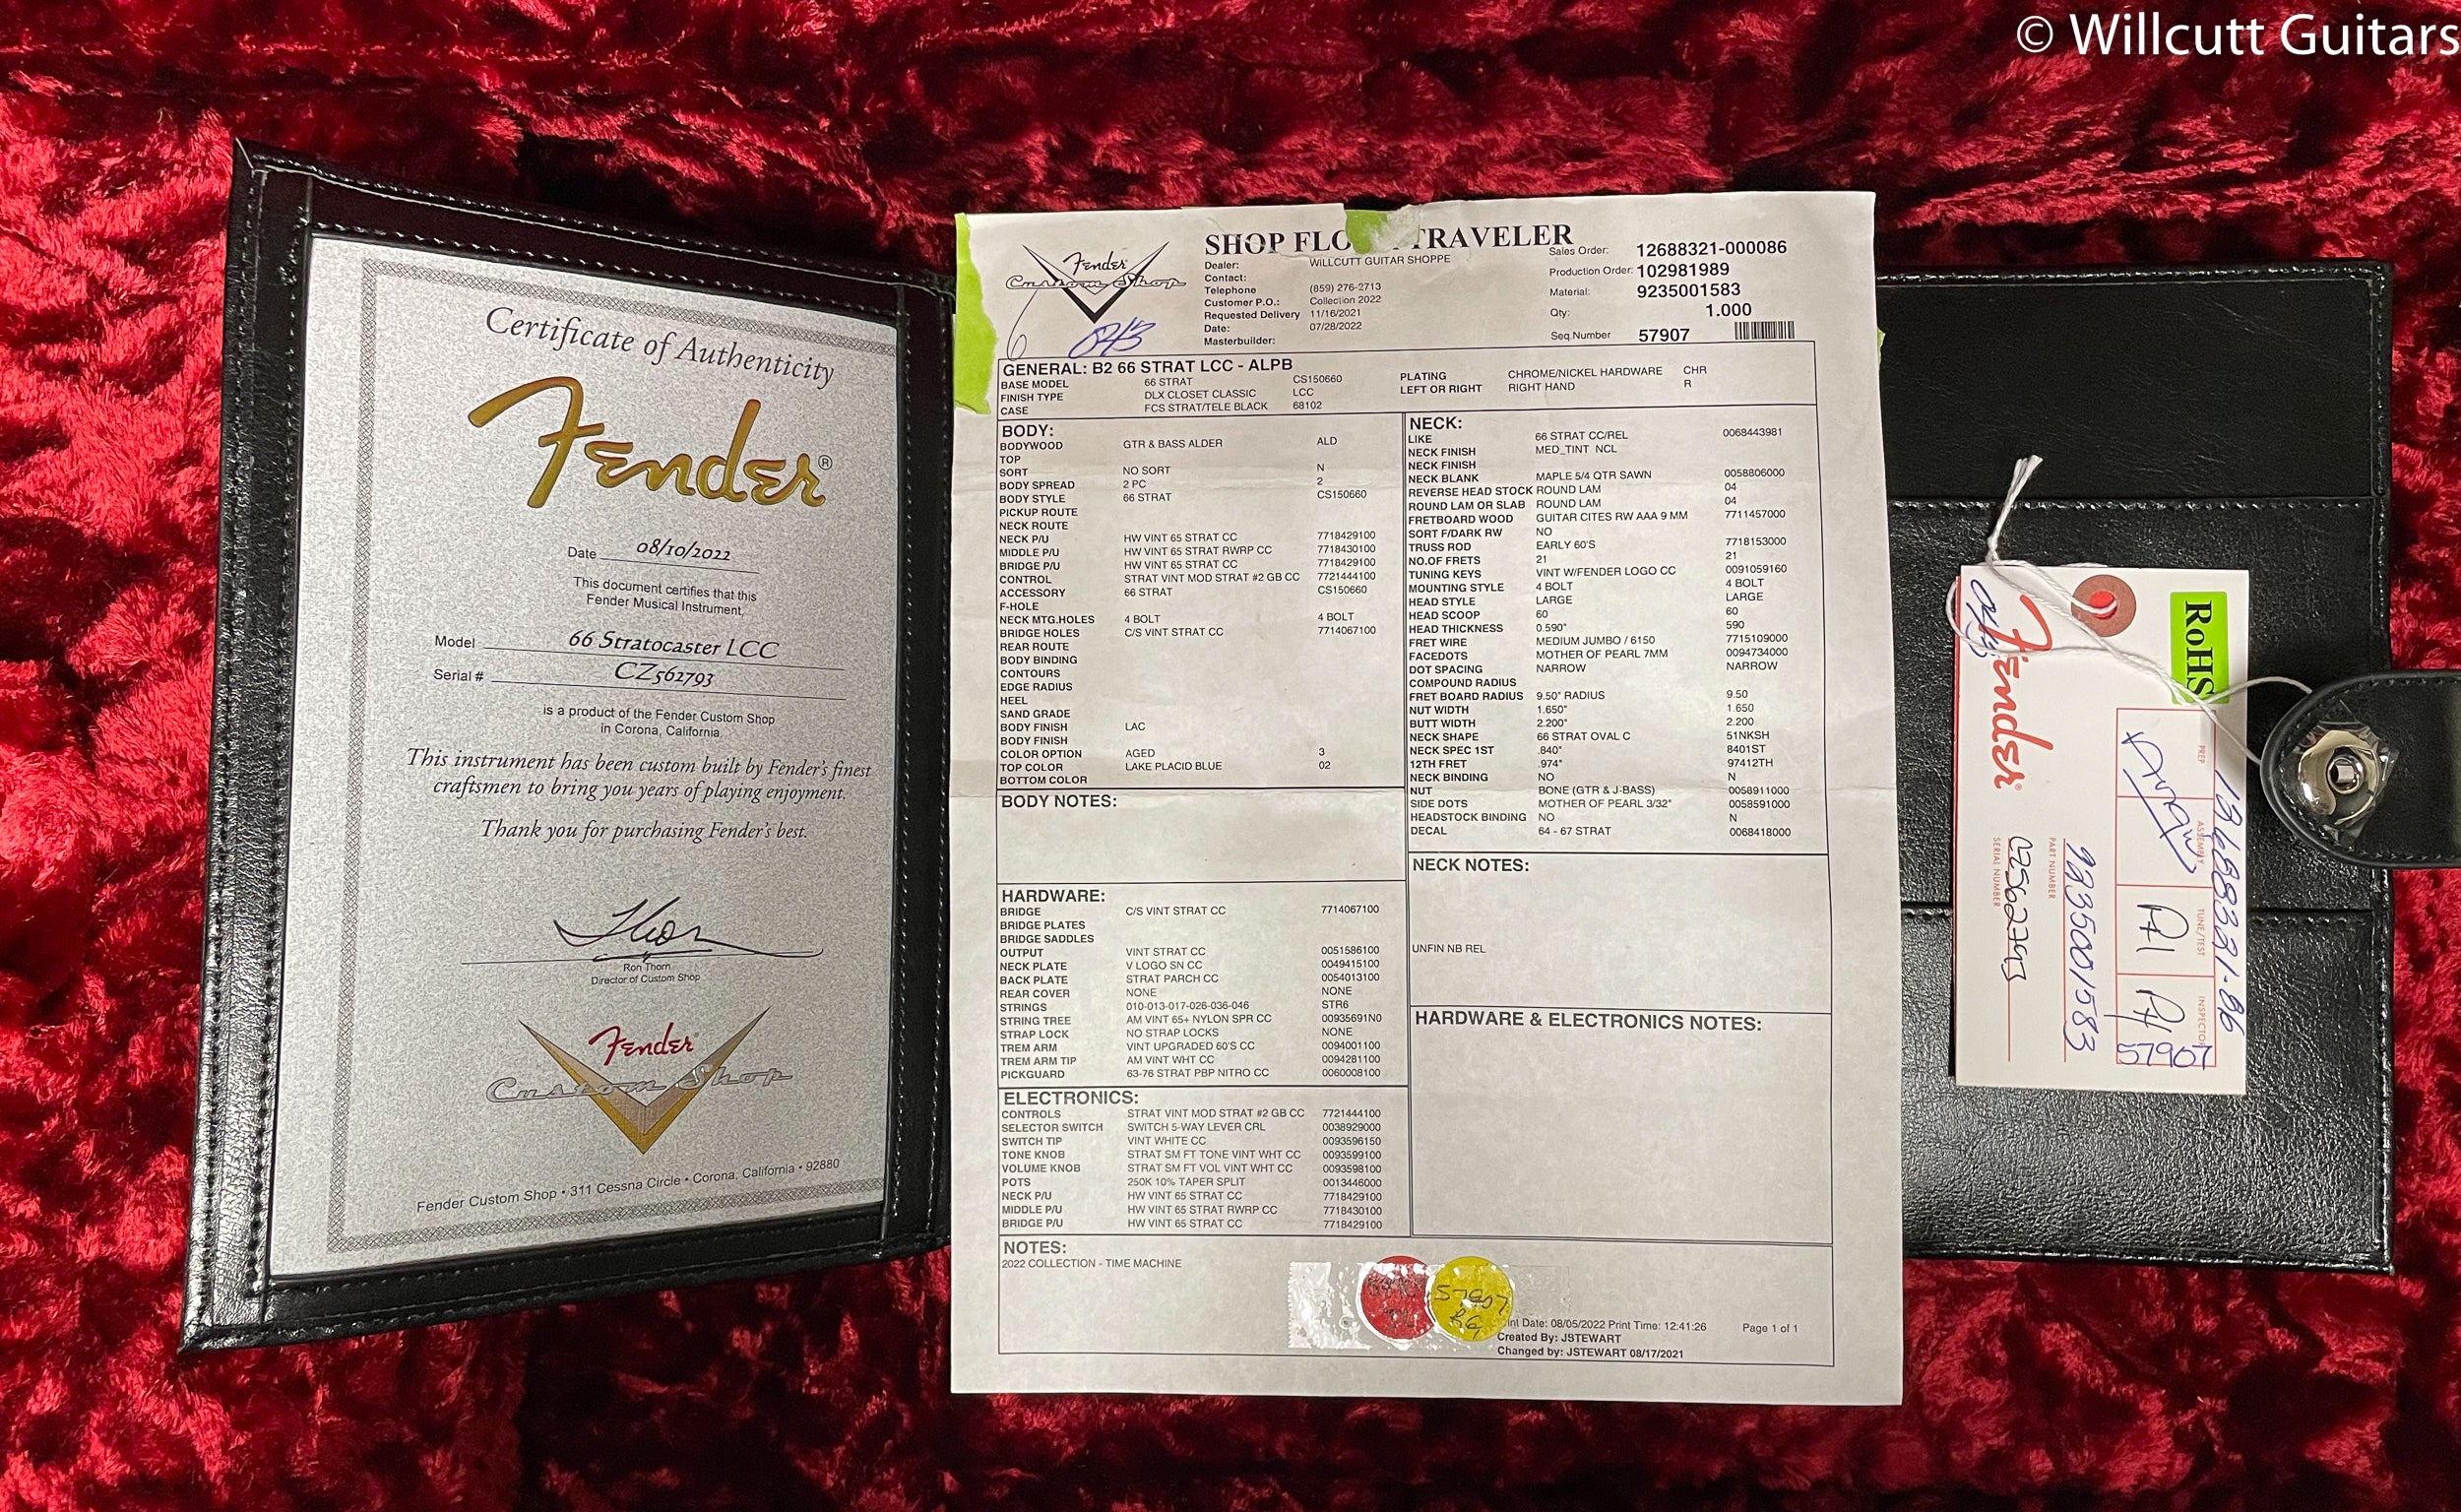 © Willcutt Guitars
Certificate of Authenticity
Fender®
Date 08/10/2022
This document certifies that this
Fender Musical Instrument,
Model 66 Stratocaster LCC
Serial # CZ562793
is a product of the Fender Custom Shop
in Corona, California
This instrument has been custom built by Fender's finest
craftsmen to bring you years of playing enjoyment.
Thank you for purchasing Fender's best.
Ron Thorn
Director of Custom Shop
Fender®
Custom Shop
Fender Custom Shop • 311 Cessna Circle • Corona, California • 92880
Fender
Custom Shop
SHOP TRAVELER
Dealer: WILLCUTT GUITAR SHOPPE
Contact:
Telephone (859) 276-2713
Customer P.O.: Collection 2022
Requested Delivery 11/16/2021
Date: 07/28/2022
Masterbuilder:
Sales Order: 12688321-000086
Production Order: 102981989
Material: 9235001583
Qty: 1.000
Seq.Number 57907
GENERAL: B2 66 STRAT LCC - ALPB
BASE MODEL 66 STRAT CS150660
FINISH TYPE DLX CLOSET CLASSIC LCC
CASE FCS STRAT/TELE BLACK 68102
PLATING CHROME/NICKEL HARDWARE CHR
LEFT OR RIGHT RIGHT HAND R
BODY:
BODYWOOD GTR & BASS ALDER ALD
TOP
SORT NO SORT N
BODY SPREAD 2 PC 2
BODY STYLE 66 STRAT CS150660
PICKUP ROUTE
NECK ROUTE
NECK P/U HW VINT 65 STRAT CC 7718429100
MIDDLE P/U HW VINT 65 STRAT RWRP CC 7718430100
BRIDGE P/U HW VINT 65 STRAT CC 7718429100
CONTROL STRAT VINT MOD STRAT #2 GB CC 7721444100
ACCESSORY 66 STRAT CS150660
F-HOLE
NECK MTG.HOLES 4 BOLT 4 BOLT
BRIDGE HOLES C/S VINT STRAT CC 7714067100
REAR ROUTE
BODY BINDING
CONTOURS
EDGE RADIUS
HEEL
SAND GRADE
BODY FINISH LAC
BODY FINISH
COLOR OPTION AGED 3
TOP COLOR LAKE PLACID BLUE 02
BOTTOM COLOR
BODY NOTES:
HARDWARE:
BRIDGE C/S VINT STRAT CC 7714067100
BRIDGE PLATES
BRIDGE SADDLES
OUTPUT VINT STRAT CC 0051586100
NECK PLATE V LOGO SN CC 0049415100
BACK PLATE STRAT PARCH CC 0054013100
REAR COVER NONE NONE
STRINGS 010-013-017-026-036-046 STR6
STRING TREE AM VINT 65+ NYLON SPR CC 00935691N0
STRAP LOCK NO STRAP LOCKS NONE
TREM ARM VINT UPGRADED 60'S CC 0094001100
TREM ARM TIP AM VINT WHT CC 0094281100
PICKGUARD 63-76 STRAT PBP NITRO CC 0060008100
ELECTRONICS:
CONTROLS STRAT VINT MOD STRAT #2 GB CC 7721444100
SELECTOR SWITCH SWITCH 5-WAY LEVER CRL 0038929000
SWITCH TIP VINT WHITE CC 0093596150
TONE KNOB STRAT SM FT TONE VINT WHT CC 0093599100
VOLUME KNOB STRAT SM FT VOL VINT WHT CC 0093598100
POTS 250K 10% TAPER SPLIT 0013446000
NECK P/U HW VINT 65 STRAT CC 7718429100
MIDDLE P/U HW VINT 65 STRAT RWRP CC 7718430100
BRIDGE P/U HW VINT 65 STRAT CC 7718429100
NECK:
LIKE 66 STRAT CC/REL 0068443981
NECK FINISH MED_TINT NCL
NECK FINISH
NECK BLANK MAPLE 5/4 QTR SAWN 0058806000
REVERSE HEAD STOCK ROUND LAM 04
ROUND LAM OR SLAB ROUND LAM 04
FRETBOARD WOOD GUITAR CITES RW AAA 9 MM 7711457000
SORT F/DARK RW NO
TRUSS ROD EARLY 60'S 7718153000
NO.OF FRETS 21 21
TUNING KEYS VINT W/FENDER LOGO CC 0091059160
MOUNTING STYLE 4 BOLT 4 BOLT
HEAD STYLE LARGE LARGE
HEAD SCOOP 60 60
HEAD THICKNESS 0.590" 590
FRET WIRE MEDIUM JUMBO / 6150 7715109000
FACEDOTS MOTHER OF PEARL 7MM 0094734000
DOT SPACING NARROW NARROW
COMPOUND RADIUS
FRET BOARD RADIUS 9.50" RADIUS 9.50
NUT WIDTH 1.650" 1.650
BUTT WIDTH 2.200" 2.200
NECK SHAPE 66 STRAT OVAL C 51NKSH
NECK SPEC 1ST .840" 8401ST
12TH FRET .974" 97412TH
NECK BINDING NO N
NUT BONE (GTR & J-BASS) 0058911000
SIDE DOTS MOTHER OF PEARL 3/32" 0058591000
HEADSTOCK BINDING NO N
DECAL 64 - 67 STRAT 0068418000
NECK NOTES:
UNFIN NB REL
HARDWARE & ELECTRONICS NOTES:
NOTES:
2022 COLLECTION - TIME MACHINE
57907
Date: 08/05/2022 Print Time: 12:41:26
Page 1 of 1
Created By: JSTEWART
Changed by: JSTEWART 08/17/2021
RoHS
Fender®
PREP
ASSEMBLY
TUNE/TEST
INSPECTOR
57907
12688321-86
PART NUMBER 9235001583
SERIAL NUMBER CZ562793